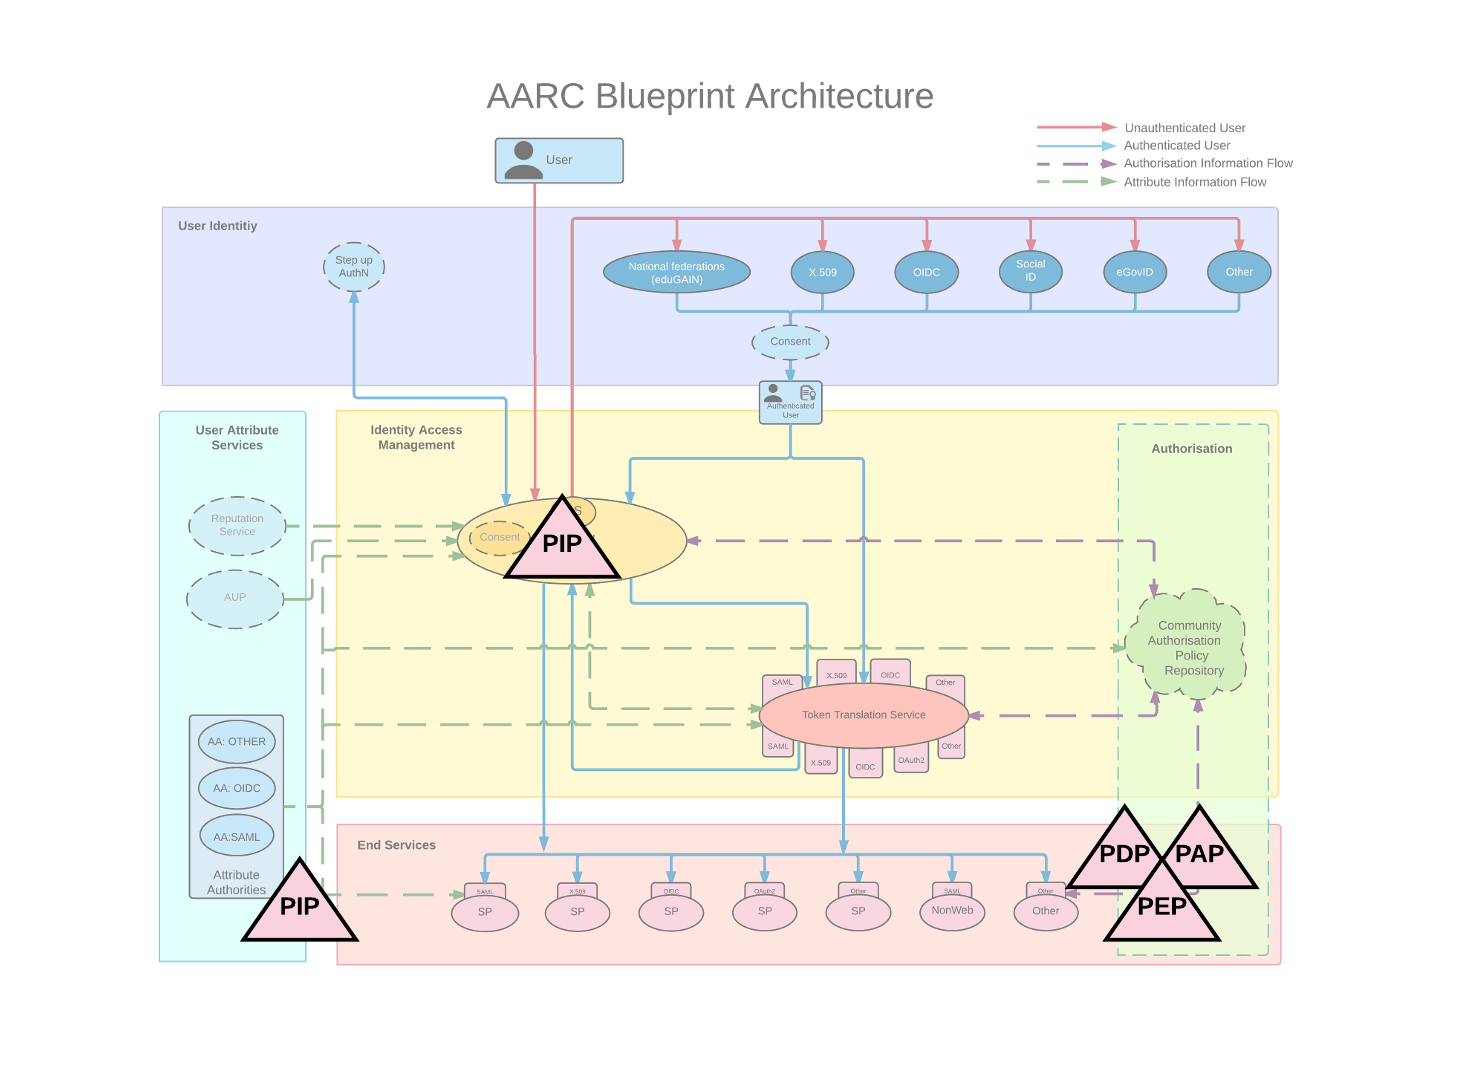 AARC Blueprint Architecture
Unauthenticated User
Authenticated User
Authorisation Information Flow
Attribute Information Flow
User
User Identitiy
Step up
AuthN
National federations
(eduGAIN)
X.509
OIDC
Social
ID
eGovID
Other
Consent
Authenticated
User
User Attribute
Services
Identity Access
Management
Authorisation
Reputation
Service
Consent
S
PIP
AUP
Community
Authorisation
Policy
Repository
SAML
X.509
OIDC
Other
Token Translation Service
SAML
X.509
OIDC
OAuth2
Other
AA: OTHER
AA: OIDC
AA:SAML
Attribute
Authorities
PIP
End Services
PDP
PAP
PEP
SAML
X.509
OIDC
OAuth2
Other
SAML
Other
SP
SP
SP
SP
SP
NonWeb
Other